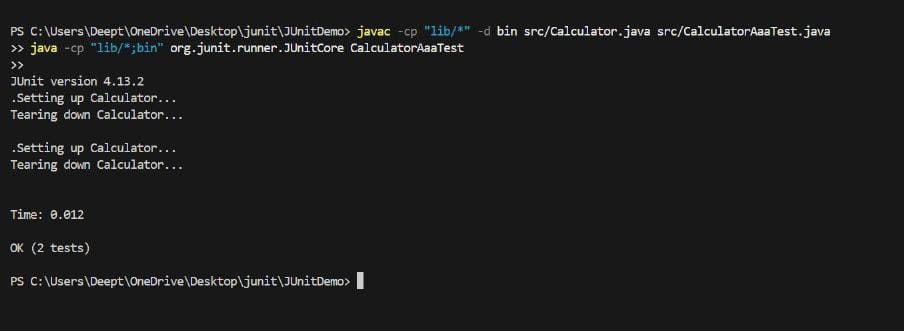 PS C:\Users\Deept\OneDrive\Desktop\junit\JUnitDemo> javac -cp "lib/*" -d bin src/Calculator.java src/CalculatorAaaTest.java
>> java -cp "lib/*;bin" org.junit.runner.JUnitCore CalculatorAaaTest
>>
JUnit version 4.13.2
.Setting up Calculator...
Tearing down Calculator...
.Setting up Calculator...
Tearing down Calculator...
Time: 0.012
OK (2 tests)
PS C:\Users\Deept\OneDrive\Desktop\junit\JUnitDemo>